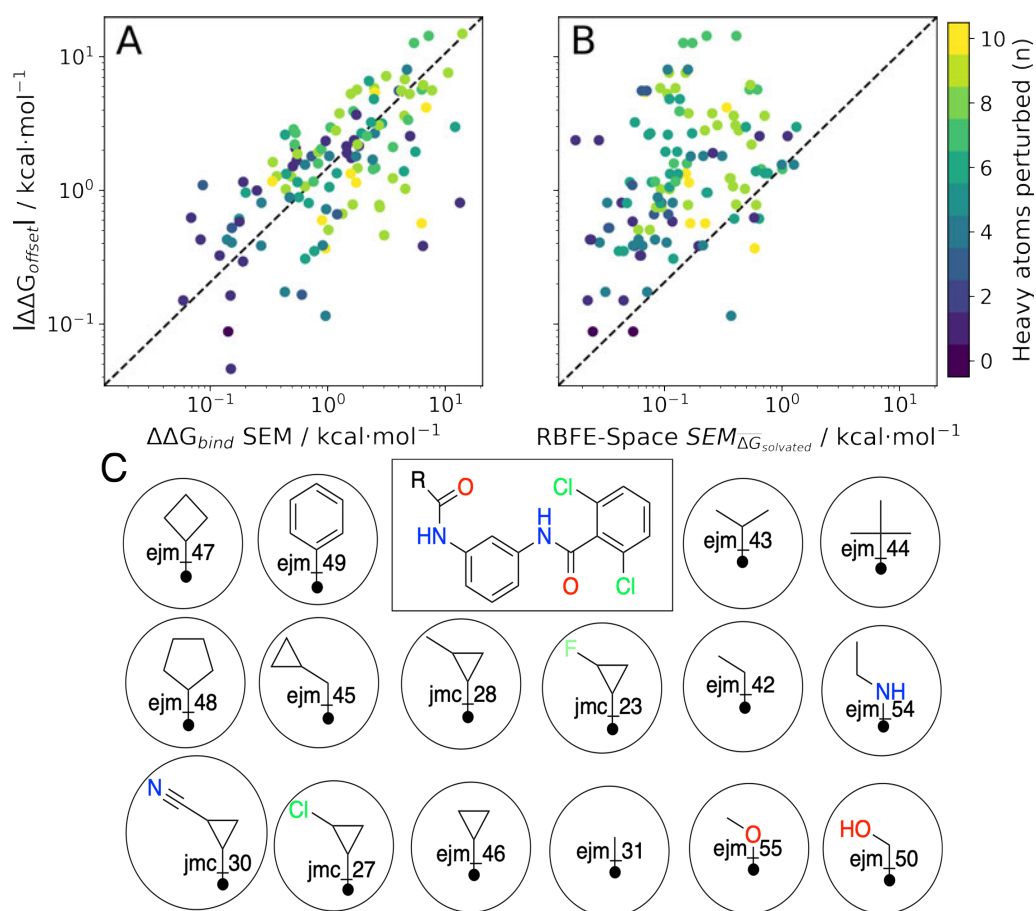 A
B
10¹
10⁰
10⁻¹
|ΔΔG_offset| / kcal·mol⁻¹
10⁻¹ 10⁰ 10¹
10⁻¹ 10⁰ 10¹
ΔΔG_bind SEM / kcal·mol⁻¹
RBFE-Space SEM_ΔG̅_solvated / kcal·mol⁻¹
10
8
6
4
2
0
Heavy atoms perturbed (n)
C
R
O
HN
H
N
O
Cl
Cl
ejm 47
ejm 49
ejm 43
ejm 44
ejm 48
ejm 45
jmc 28
F
jmc 23
ejm 42
NH
ejm 54
N
jmc 30
Cl
jmc 27
ejm 46
ejm 31
O
ejm 55
HO
ejm 50